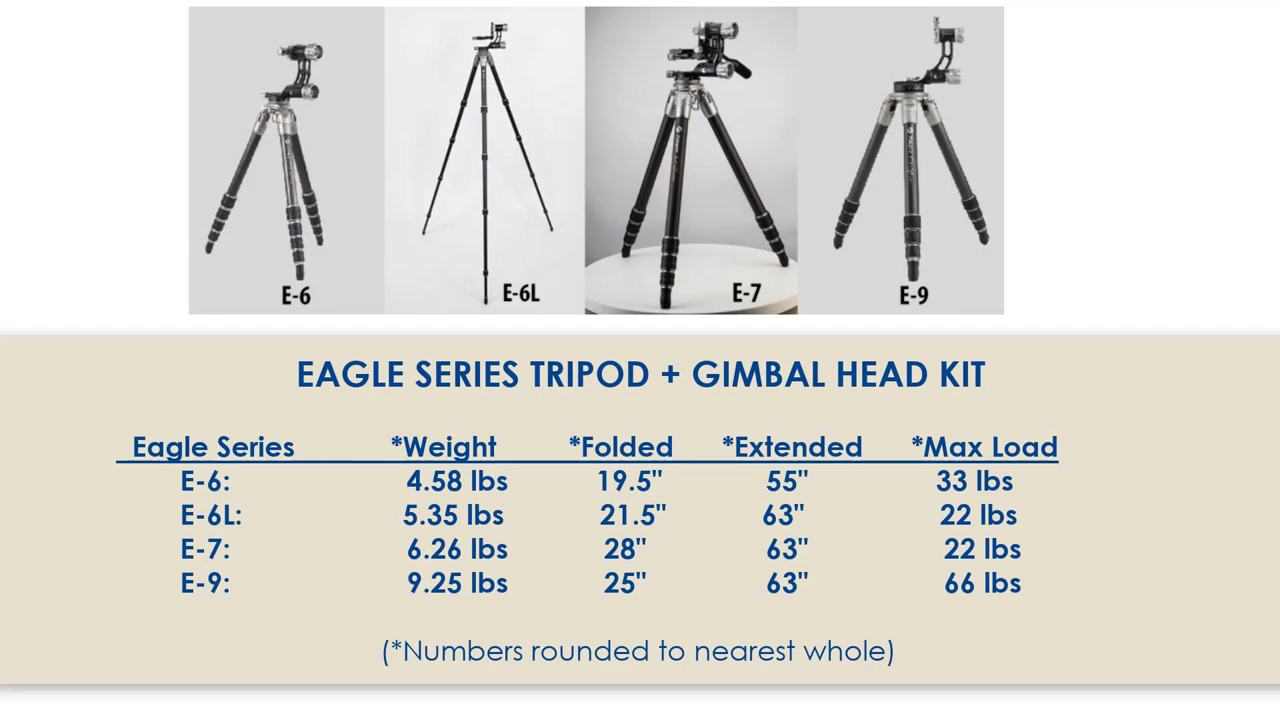 E-6 E-6L E-7 E-9
EAGLE SERIES TRIPOD + GIMBAL HEAD KIT
Eagle Series *Weight *Folded *Extended *Max Load
E-6: 4.58 lbs 19.5" 55" 33 lbs
E-6L: 5.35 lbs 21.5" 63" 22 lbs
E-7: 6.26 lbs 28" 63" 22 lbs
E-9: 9.25 lbs 25" 63" 66 lbs
(*Numbers rounded to nearest whole)